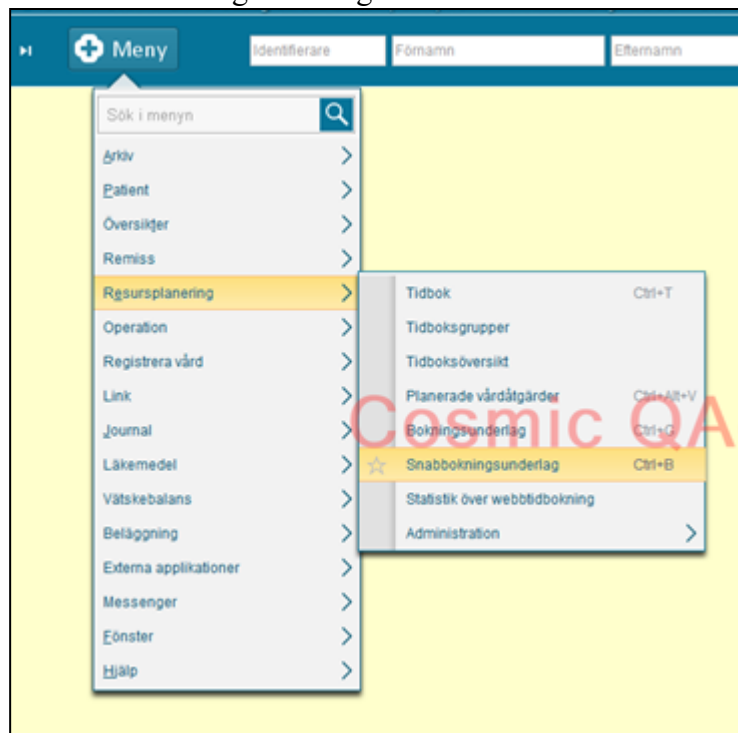 Meny
Identifierare
Förnamn
Efternamn
Sök i menyn
Arkiv
Patient
Översikter
Remiss
Resursplanering
Operation
Registrera vård
Link
Journal
Läkemedel
Vätskebalans
Beläggning
Externa applikationer
Messenger
Fönster
Hjälp
Tidbok Ctrl+T
Tidboksgrupper
Tidboksöversikt
Planerade vårdåtgärder Ctrl+Alt+V
Bokningsunderlag Ctrl+G
Snabbokningsunderlag Ctrl+B
Statistik över webbtidbokning
Administration
Cosmic QA